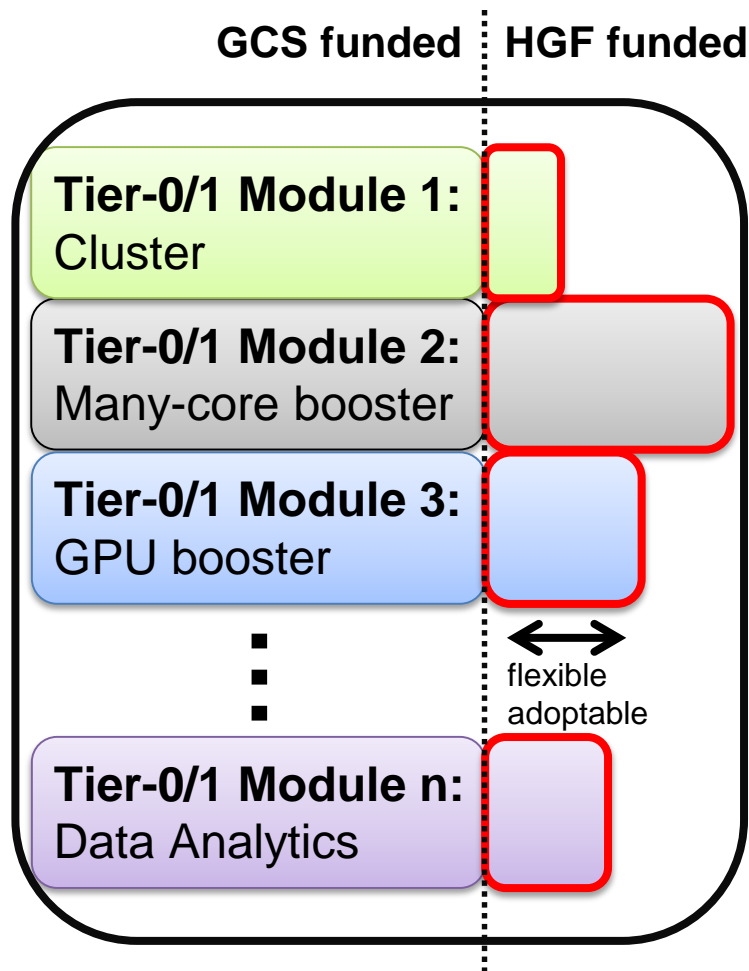 GCS funded
HGF funded
Tier-0/1 Module 1:
Cluster
Tier-0/1 Module 2:
Many-core booster
Tier-0/1 Module 3:
GPU booster
flexible
adoptable
Tier-0/1 Module n:
Data Analytics